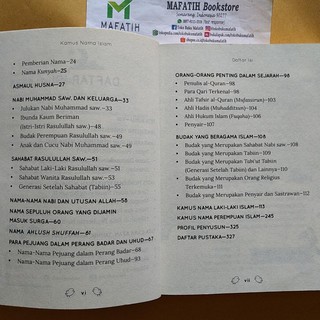 MAFATIH
MAFATIH Bookstore
Semarang, Indonesia 50277
Kamus Nama Islam
• Pemberian Nama—24
• Nama Kunyah—25
ASMAUL HUSNA—27
NABI MUHAMMAD SAW. DAN KELUARGA—33
• Julukan Nabi Muhammad saw.
• Ibunda Kaum Beriman
(Istri-Istri Rasulullah saw.)
• Budak Perempuan Rasulullah saw.—49
• Anak dan Cucu Nabi Muhammad saw.—49
SAHABAT RASULULLAH SAW.—51
• Sahabat Laki-Laki Rasulullah saw.—51
• Sahabat Wanita Rasulullah saw.—53
• Generasi Setelah Sahabat (Tabiin)—55
NAMA-NAMA NABI DAN UTUSAN ALLAH—58
NAMA SEPULUH ORANG YANG DIJAMIN
MASUK SURGA—60
NAMA AHLUSH SHUFFAH—61
PARA PEJUANG DALAM PERANG BADAR DAN UHUD—67
• Nama-Nama Pejuang dalam Perang Badar—68
• Nama-Nama Pejuang dalam Perang Uhud—93
vi
Daftar Isi
ORANG-ORANG PENTING DALAM SEJARAH—98
• Penulis al-Quran—98
• Para Qari Terkenal—98
• Ahli Tafsir al-Quran (Mufassirun)—98
• Ahli Hadis (Muhadditsun)—98
• Ahli Hukum Islam (Fuqaha)—98
• Penyair—107
BUDAK YANG BERAGAMA ISLAM—108
• Budak yang Merupakan Sahabat Nabi saw.—108
• Budak yang Merupakan Tabiin—108
• Budak yang Merupakan Tabi'ut Tabiin
(Generasi Setelah Tabiin) dan Lainnya—108
• Budak yang Merupakan Orang Religius
Terkemuka—111
• Budak yang Merupakan Penyair dan Sastrawan—112
KAMUS NAMA LAKI-LAKI ISLAM—113
KAMUS NAMA PEREMPUAN ISLAM—245
PROFIL PENYUSUN—325
DAFTAR PUSTAKA—327
vii